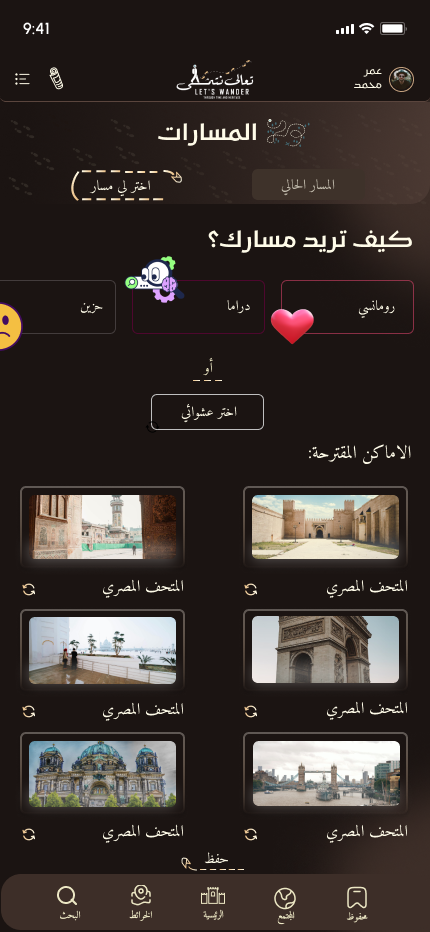 9:41
عمر
محمد
تعالى نتمشى
LET'S WANDER
المسارات
المسار الحالي
اختر لي مسار
كيف تريد مسارك؟
رومانسي
دراما
حزين
أو
اختر عشوائي
الاماكن المقترحة:
المتحف المصري
المتحف المصري
المتحف المصري
المتحف المصري
المتحف المصري
المتحف المصري
حفظ
محفوظ
المجتمع
الرئيسية
الخرائط
البحث